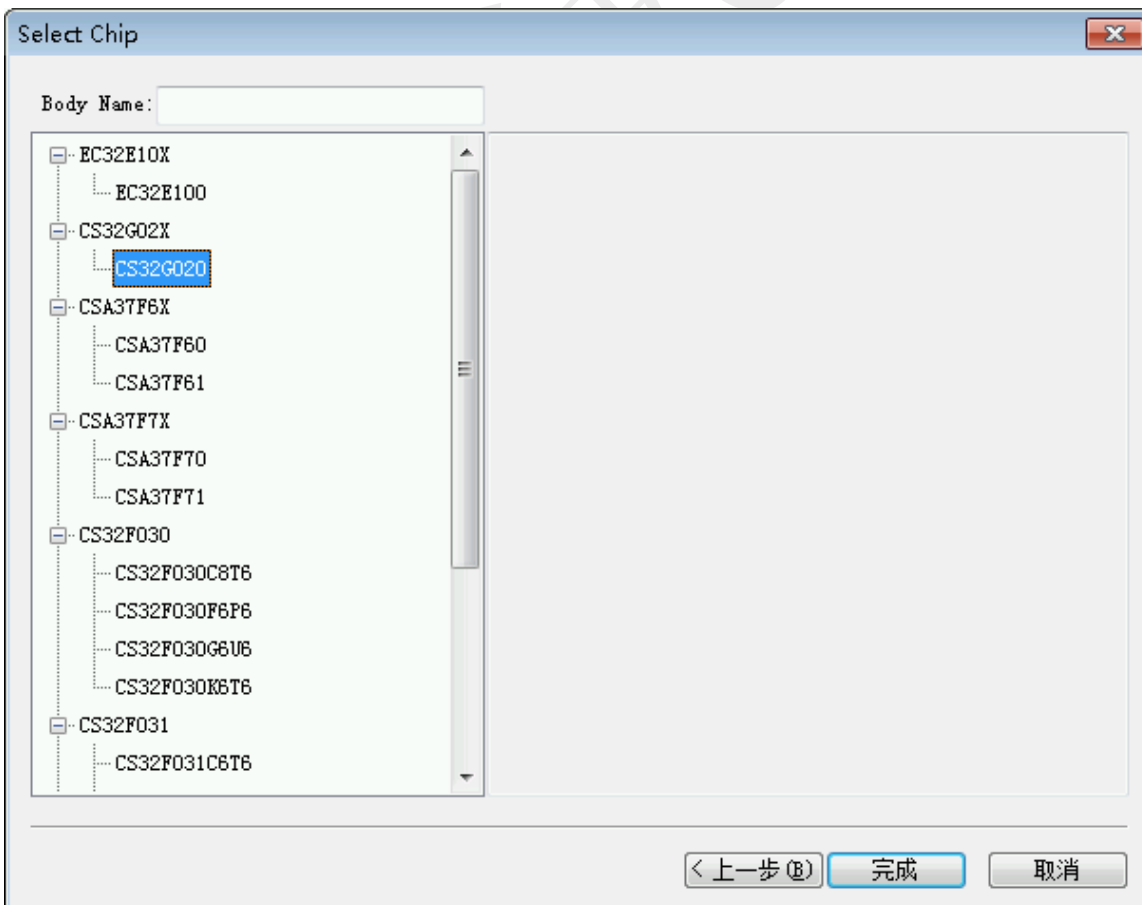 Select Chip
Body Name:
EC32E10X
EC32E100
CS32G02X
CS32G020
CSA37F6X
CSA37F60
CSA37F61
CSA37F7X
CSA37F70
CSA37F71
CS32F030
CS32F030C8T6
CS32F030F6P6
CS32F030G6U6
CS32F030K6T6
CS32F031
CS32F031C6T6
< 上一步(B) 完成 取消